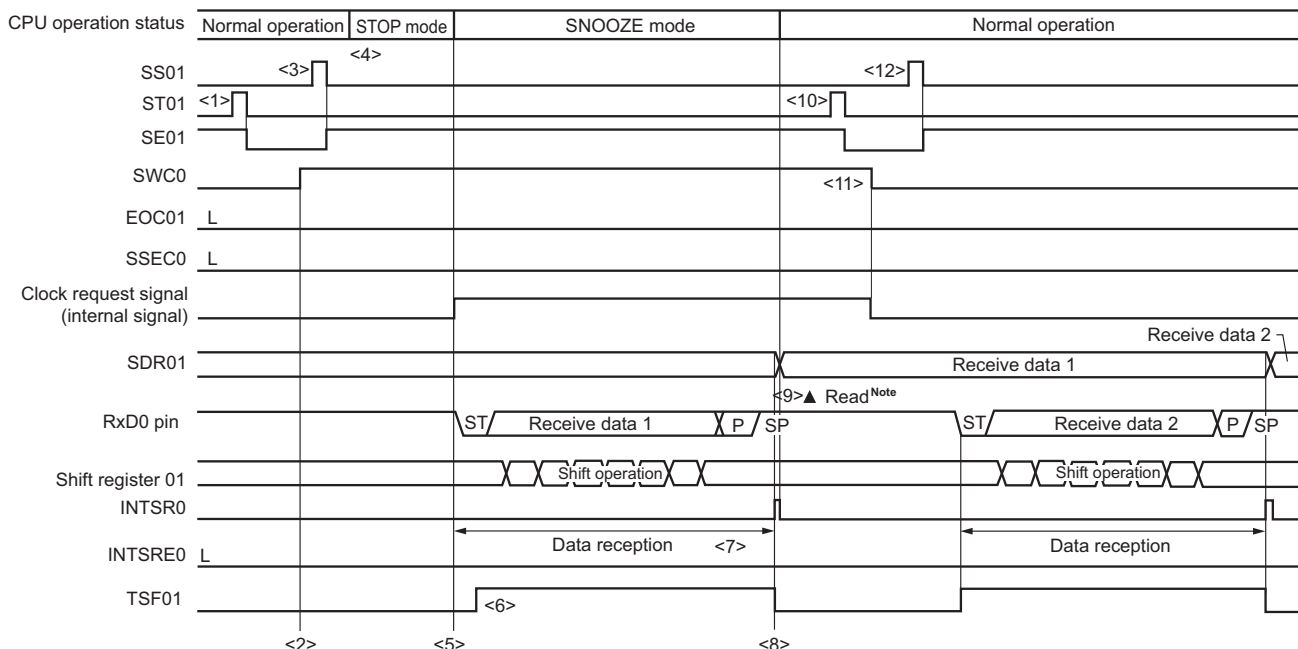 CPU operation status Normal operation STOP mode SNOOZE mode Normal operation
<4>
SS01 <3> <12>
ST01 <1> <10>
SE01
SWC0 <11>
EOC01 L
SSEC0 L
Clock request signal
(internal signal)
Receive data 2
SDR01 Receive data 1
<9>▲ Read Note
RxD0 pin ST Receive data 1 P SP ST Receive data 2 P SP
Shift register 01 Shift operation Shift operation
INTSR0
Data reception <7> Data reception
INTSRE0 L
TSF01 <6>
<2> <5> <8>